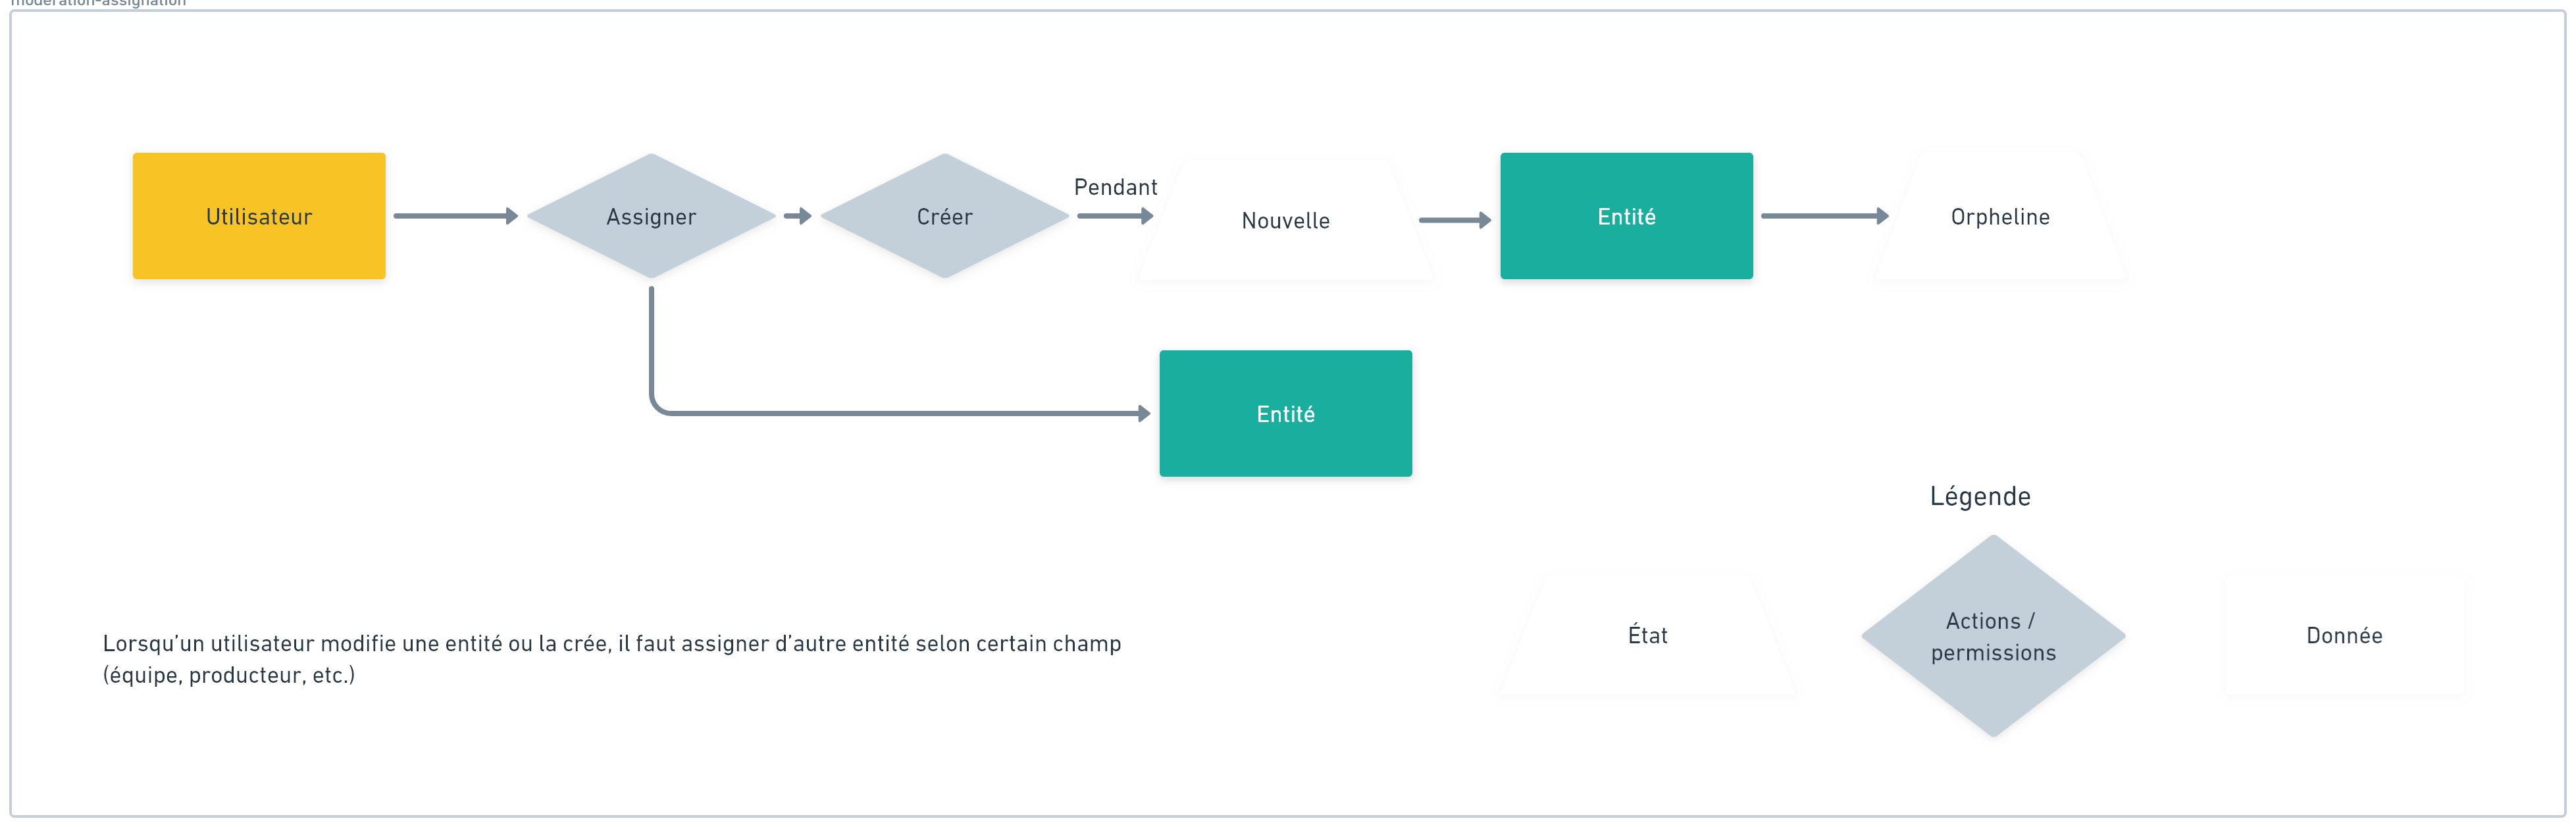 moderation-assignation
Utilisateur
Assigner
Créer
Pendant
Nouvelle
Entité
Orpheline
Entité
Légende
État
Actions /
permissions
Donnée
Lorsqu’un utilisateur modifie une entité ou la crée, il faut assigner d’autre entité selon certain champ
(équipe, producteur, etc.)